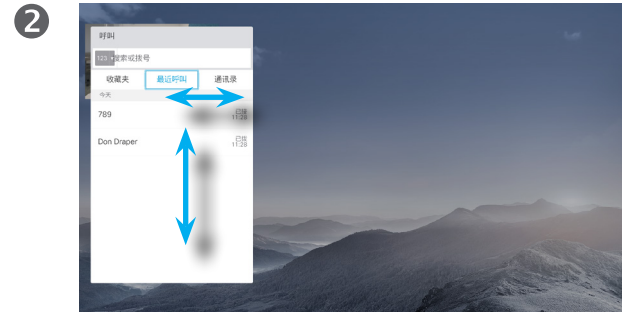 2
呼叫
123 搜索或拨号
收藏夹 最近呼叫 通讯录
今天
789 已拨
11:28
Don Draper 已拨
11:28